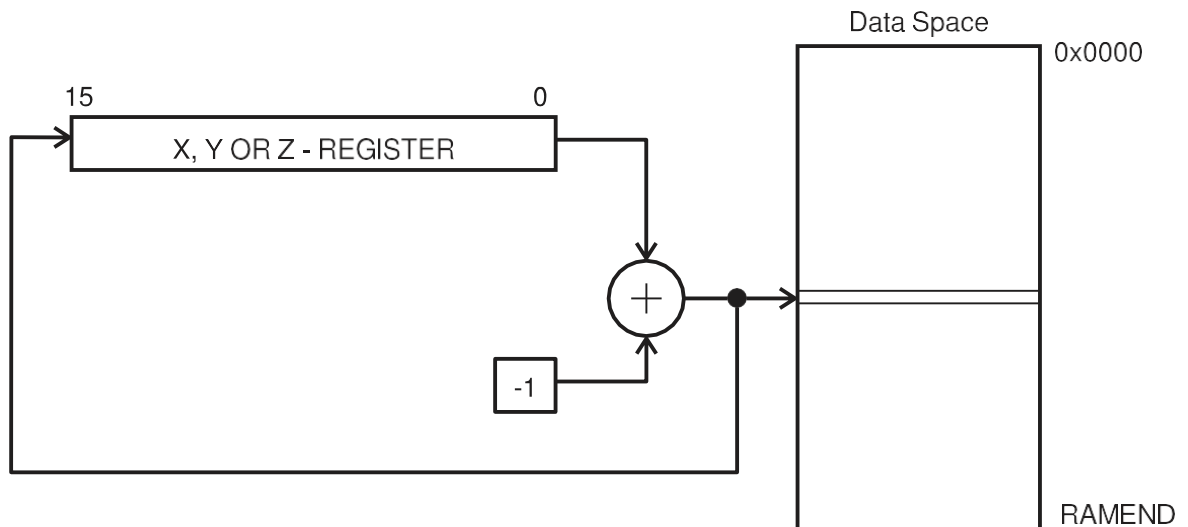 Data Space
0x0000
15 0
X, Y OR Z - REGISTER
+
-1
RAMEND